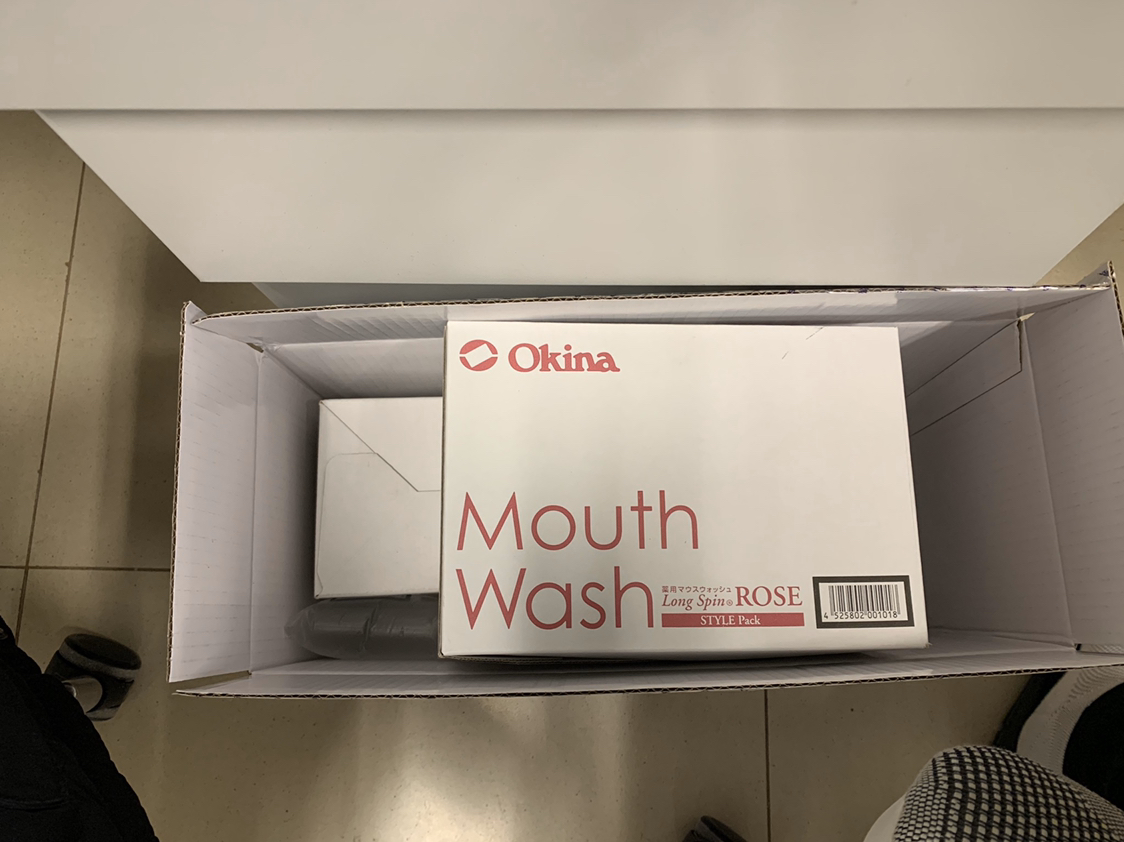 Okina
Mouth
Wash
薬用マウスウォッシュ
Long Spin® ROSE
STYLE Pack
4 525802 001018